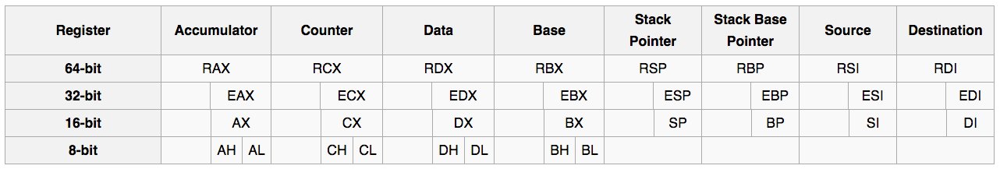 Register Accumulator Counter Data Base Stack Pointer Stack Base Pointer Source Destination
64-bit RAX RCX RDX RBX RSP RBP RSI RDI
32-bit EAX ECX EDX EBX ESP EBP ESI EDI
16-bit AX CX DX BX SP BP SI DI
8-bit AH AL CH CL DH DL BH BL